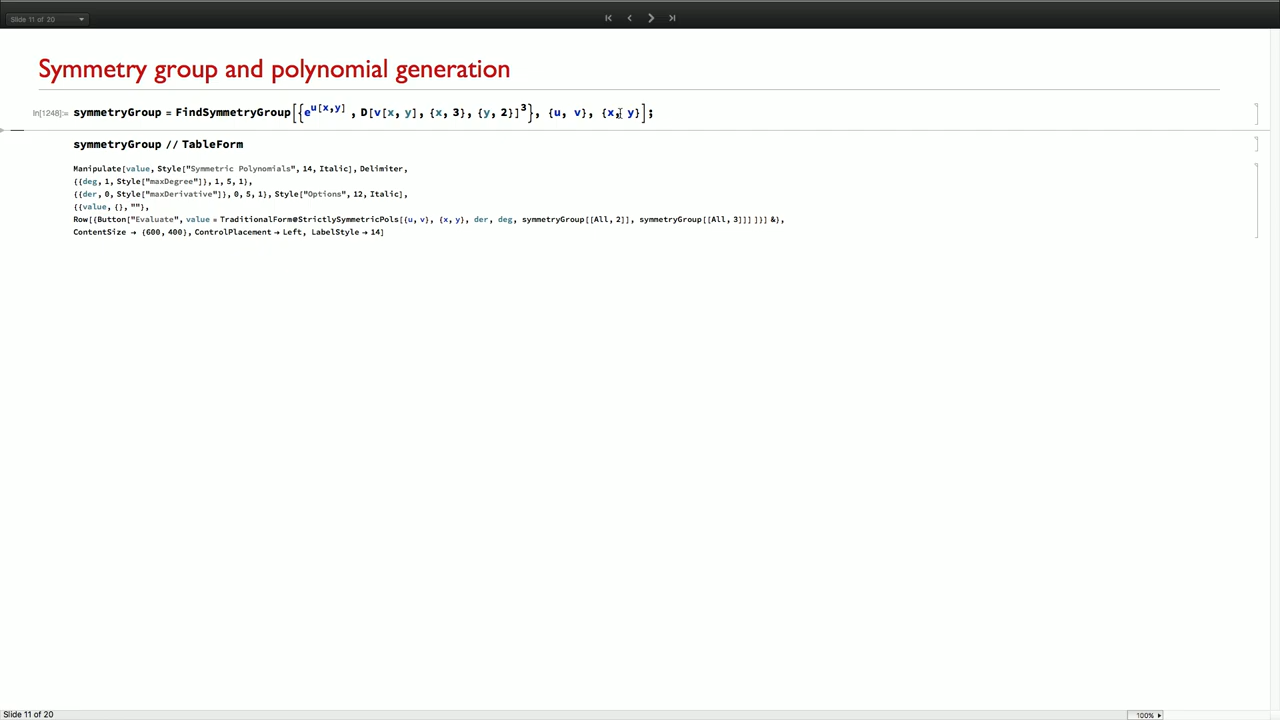 Slide 11 of 20
Symmetry group and polynomial generation
In[1248]:= symmetryGroup = FindSymmetryGroup[{e^u[x,y] , D[v[x, y], {x, 3}, {y, 2}]^3}, {u, v}, {x, y}];
symmetryGroup // TableForm
Manipulate[value, Style["Symmetric Polynomials", 14, Italic], Delimiter,
{{deg, 1, Style["maxDegree"]}, 1, 5, 1},
{{der, 0, Style["maxDerivative"]}, 0, 5, 1}, Style["Options", 12, Italic],
{{value, {}, ""},
Row[{Button["Evaluate", value = TraditionalForm@StrictlySymmetricPols[{u, v}, {x, y}, der, deg, symmetryGroup[[All, 2]], symmetryGroup[[All, 3]]] ]}] &},
ContentSize → {600, 400}, ControlPlacement → Left, LabelStyle → 14]
Slide 11 of 20
100%